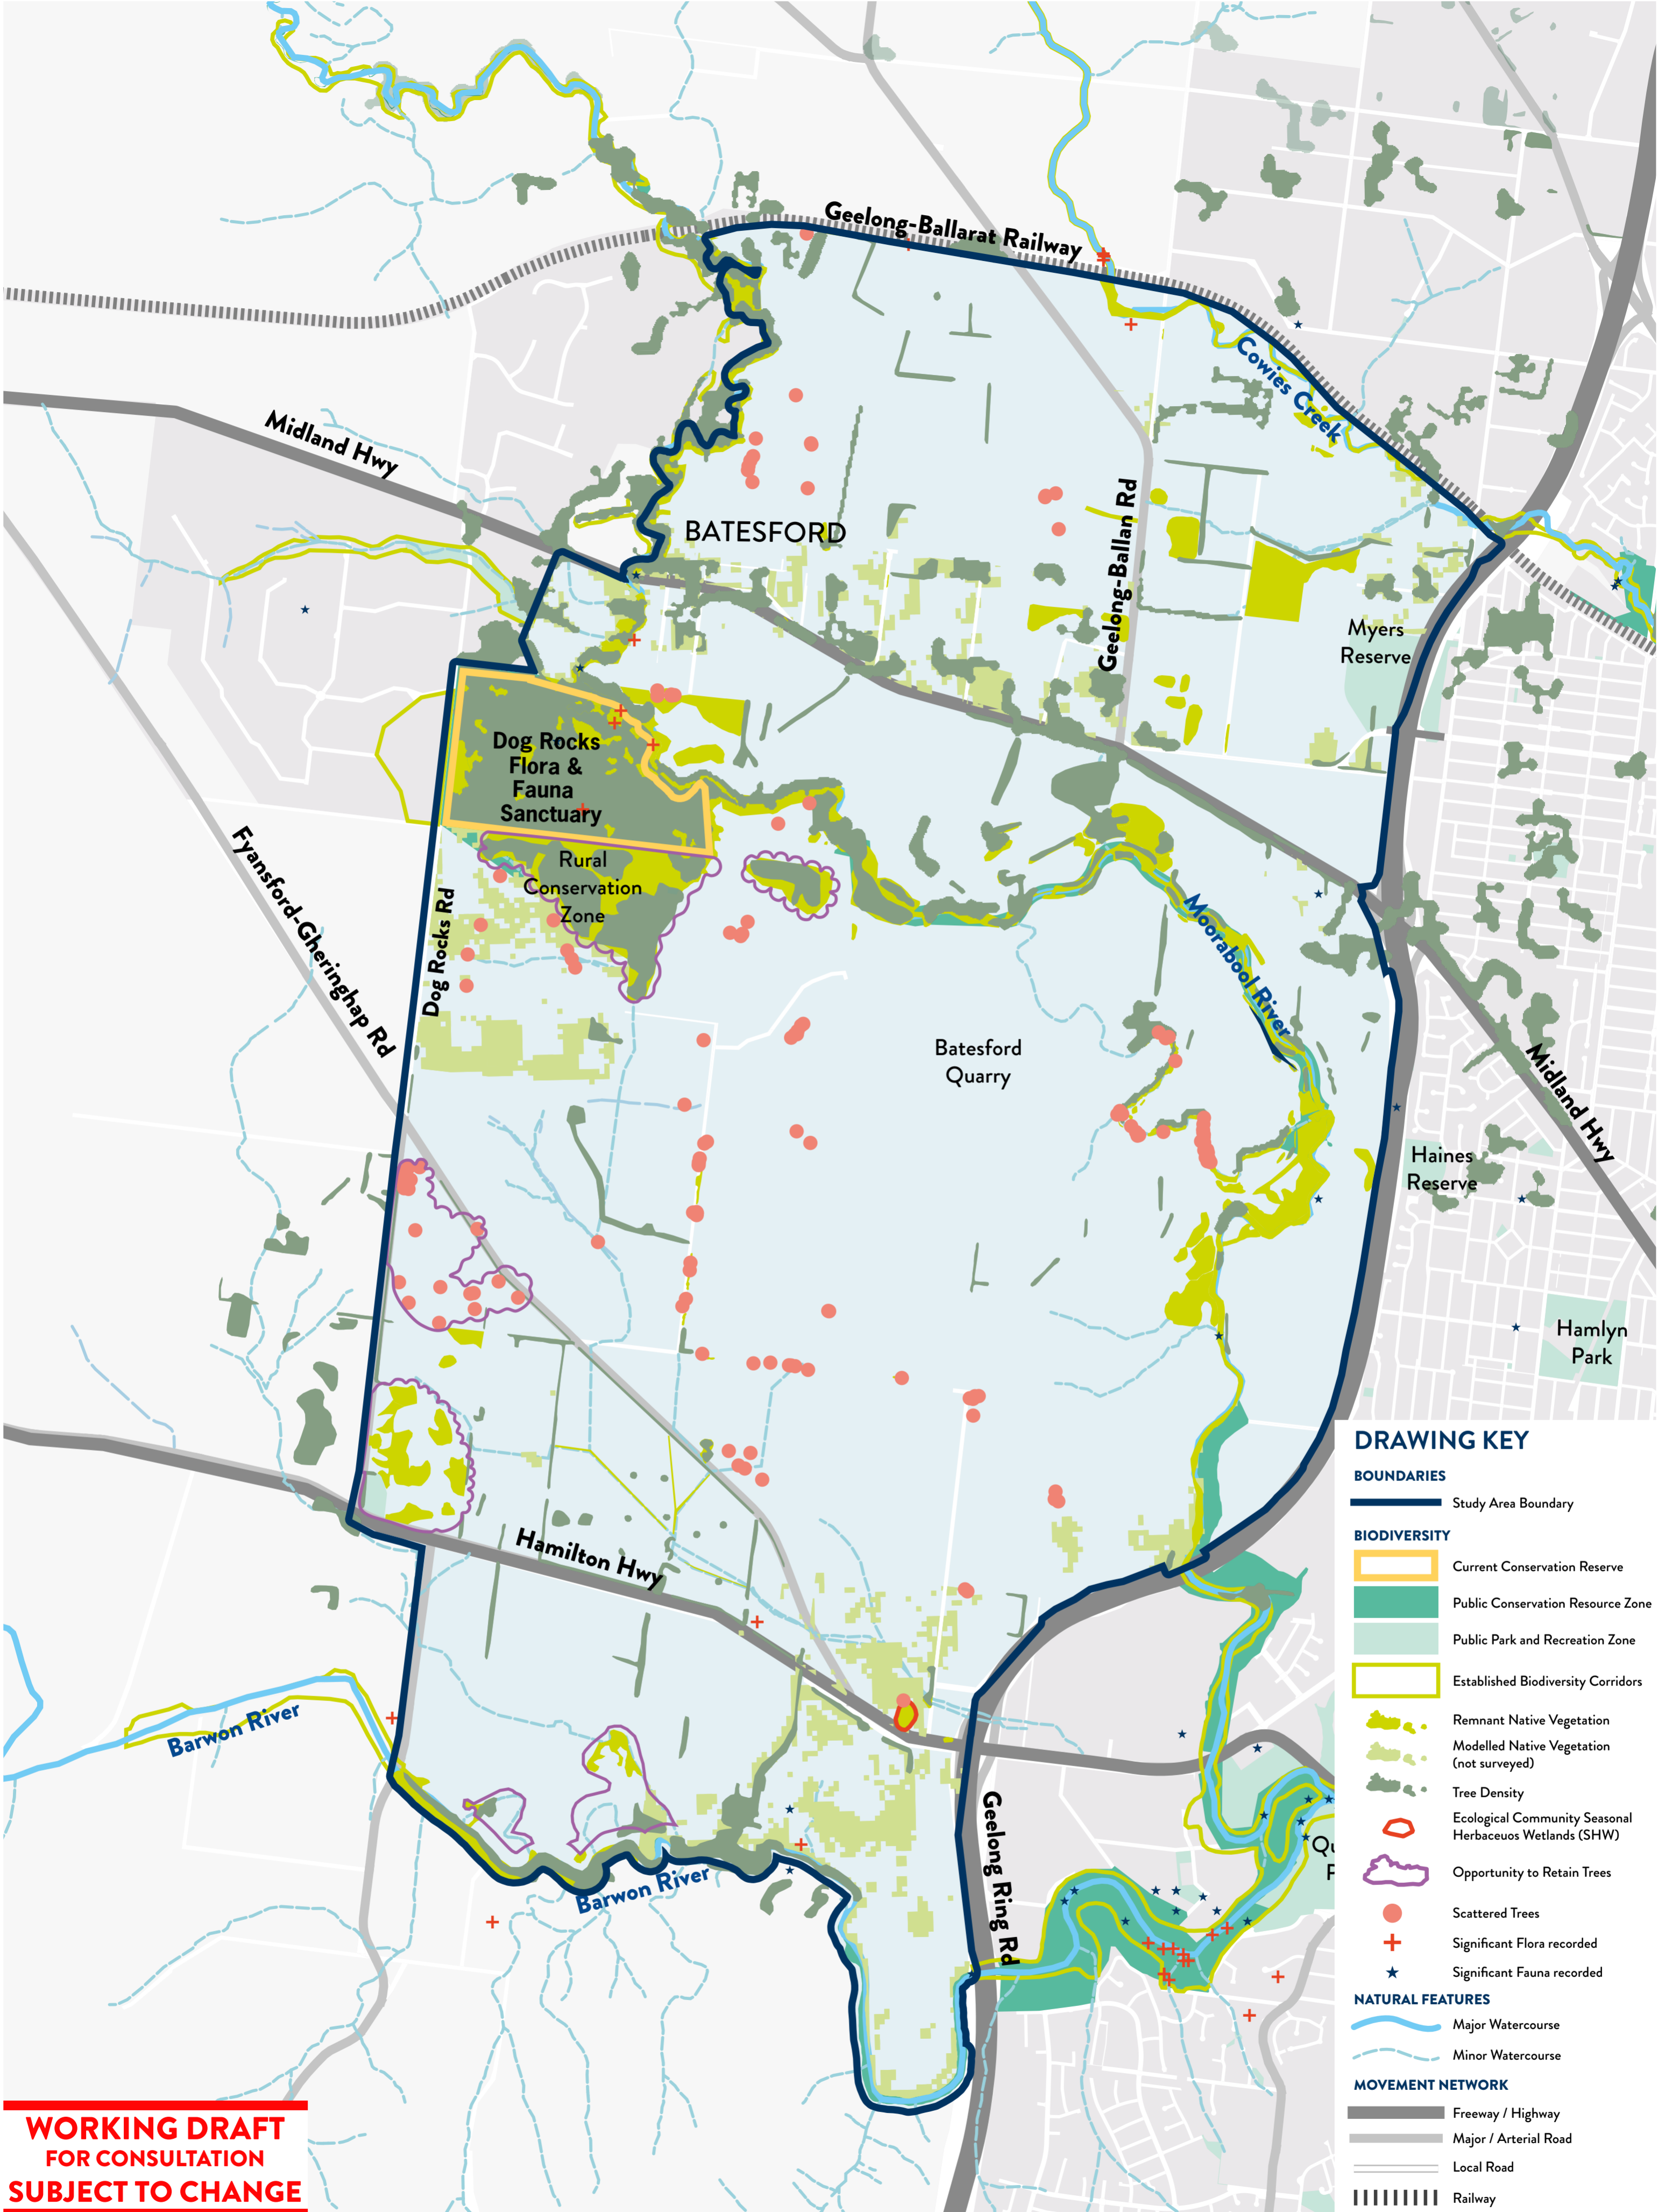 Geelong-Ballarat Railway
Cowies Creek
Midland Hwy
BATESFORD
Geelong-Ballan Rd
Myers
Reserve
Dog Rocks
Flora &
Fauna
Sanctuary
Rural
Conservation
Zone
Fyansford-Gheringhap Rd
Dog Rocks Rd
Moorabool River
Batesford
Quarry
Midland Hwy
Haines
Reserve
Hamlyn
Park
Hamilton Hwy
Barwon River
Barwon River
Geelong Ring Rd
Qu
P
DRAWING KEY
BOUNDARIES
Study Area Boundary
BIODIVERSITY
Current Conservation Reserve
Public Conservation Resource Zone
Public Park and Recreation Zone
Established Biodiversity Corridors
Remnant Native Vegetation
Modelled Native Vegetation
(not surveyed)
Tree Density
Ecological Community Seasonal
Herbaceuos Wetlands (SHW)
Opportunity to Retain Trees
Scattered Trees
Significant Flora recorded
Significant Fauna recorded
NATURAL FEATURES
Major Watercourse
Minor Watercourse
MOVEMENT NETWORK
Freeway / Highway
Major / Arterial Road
Local Road
Railway
WORKING DRAFT
FOR CONSULTATION
SUBJECT TO CHANGE